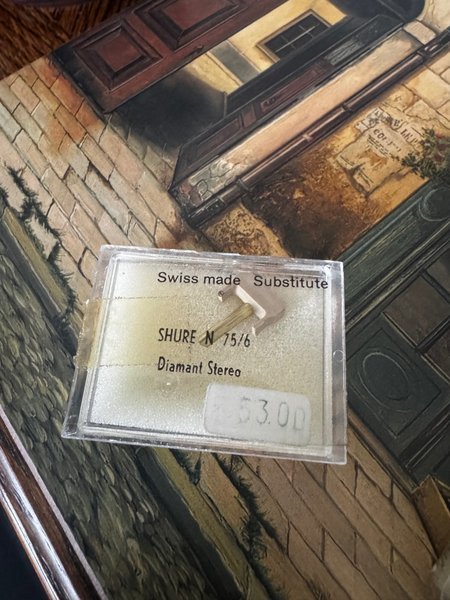 Swiss made Substitute
SHURE N 75/6
Diamant Stereo
53.00